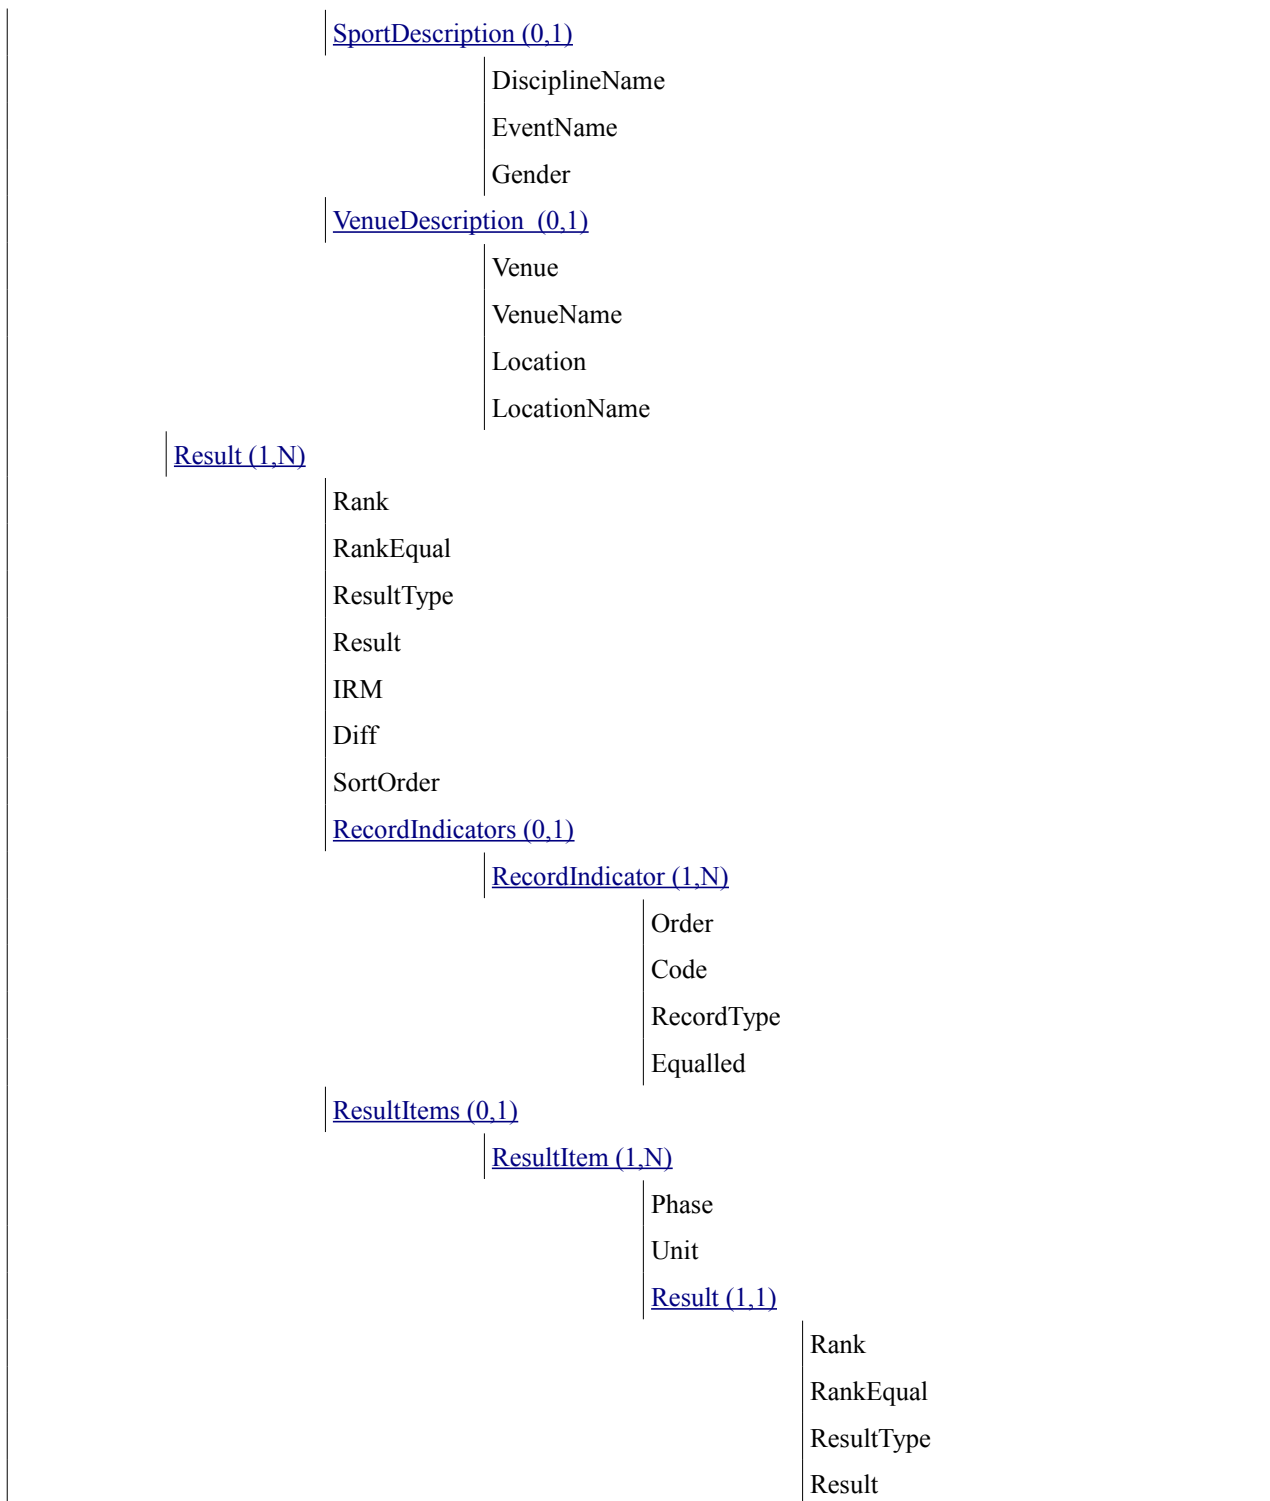 SportDescription (0,1)
DisciplineName
EventName
Gender
VenueDescription  (0,1)
Venue
VenueName
Location
LocationName
Result (1,N)
Rank
RankEqual
ResultType
Result
IRM
Diff
SortOrder
RecordIndicators (0,1)
RecordIndicator (1,N)
Order
Code
RecordType
Equalled
ResultItems (0,1)
ResultItem (1,N)
Phase
Unit
Result (1,1)
Rank
RankEqual
ResultType
Result